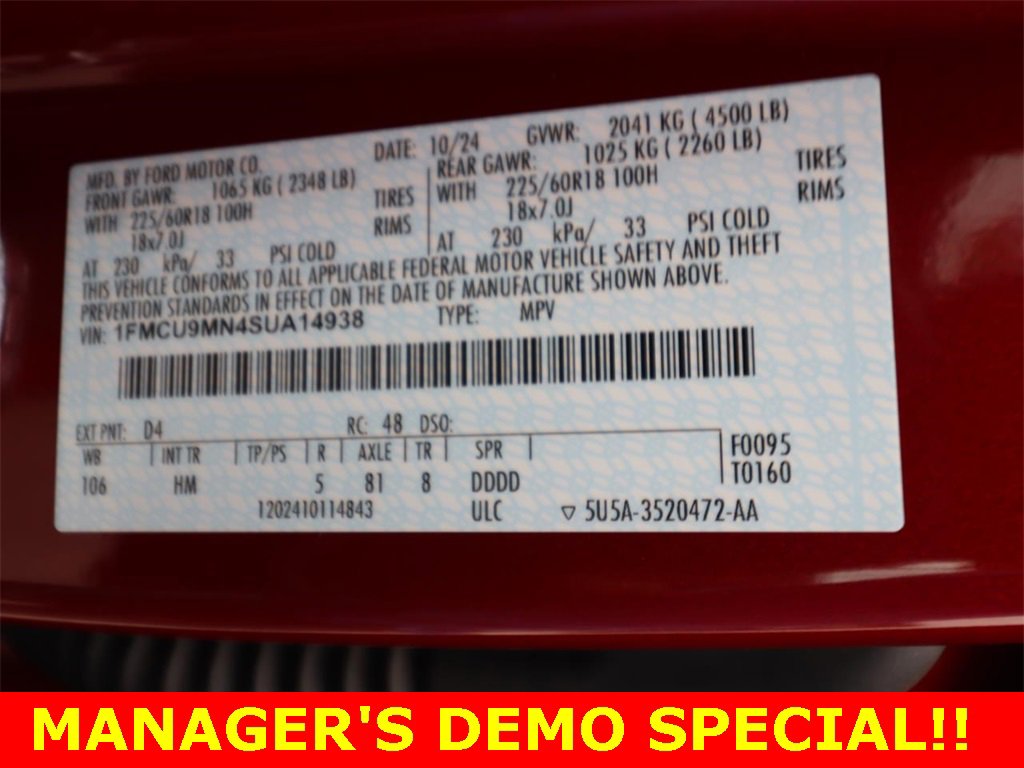 MFD. BY FORD MOTOR CO. DATE: 10/24 GVWR: 2041 KG ( 4500 LB)
FRONT GAWR: 1065 KG ( 2348 LB) REAR GAWR: 1025 KG ( 2260 LB)
WITH 225/60R18 100H TIRES WITH 225/60R18 100H TIRES
18x7.0J RIMS 18x7.0J RIMS
AT 230 kPa/ 33 PSI COLD AT 230 kPa/ 33 PSI COLD
THIS VEHICLE CONFORMS TO ALL APPLICABLE FEDERAL MOTOR VEHICLE SAFETY AND THEFT
PREVENTION STANDARDS IN EFFECT ON THE DATE OF MANUFACTURE SHOWN ABOVE.
VIN: 1FMCU9MN4SUA14938 TYPE: MPV
EXT PNT: D4 RC: 48 DSO:
WB INT TR TP/PS R AXLE TR SPR F0095
106 HM 5 81 8 DDDD T0160
1202410114843 ULC ▽ 5U5A-3520472-AA
MANAGER'S DEMO SPECIAL!!